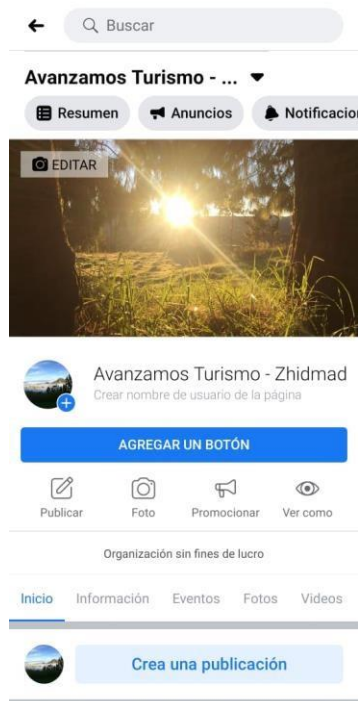 Buscar
Avanzamos Turismo - ...
Resumen Anuncios Notificacion
EDITAR
Avanzamos Turismo - Zhidmad
Crear nombre de usuario de la página
AGREGAR UN BOTÓN
Publicar Foto Promocionar Ver como
Organización sin fines de lucro
Inicio Información Eventos Fotos Videos
Crea una publicación